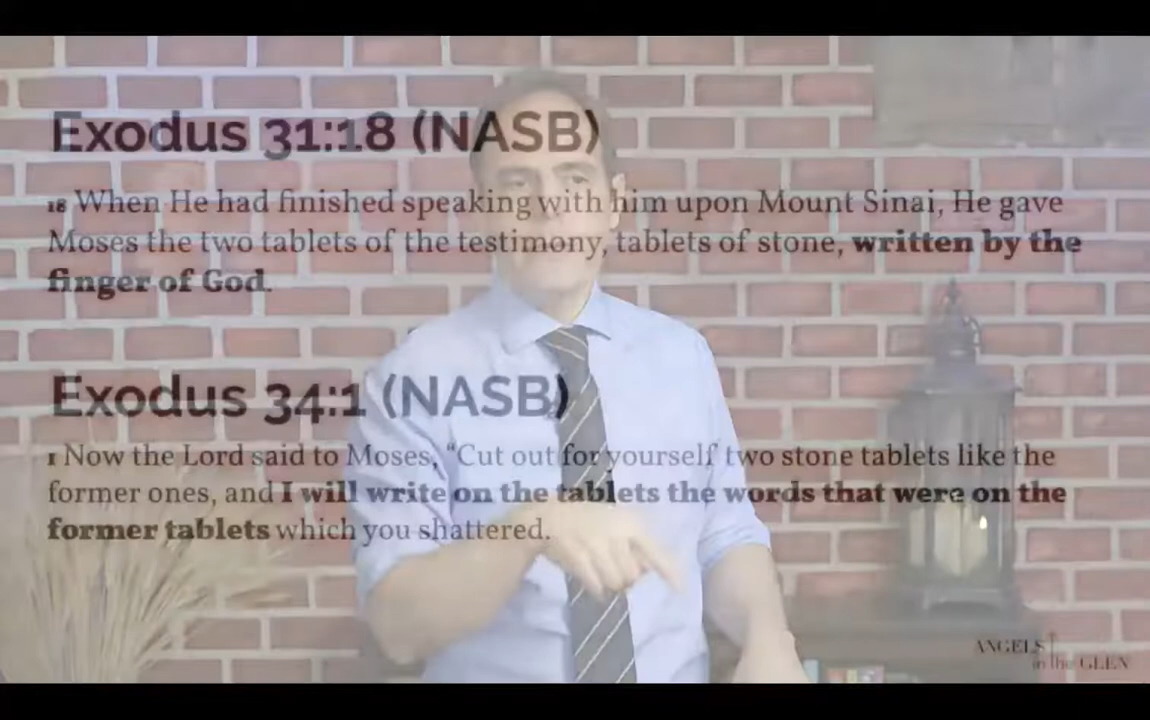 Exodus 31:18 (NASB)
18 When He had finished speaking with him upon Mount Sinai, He gave
Moses the two tablets of the testimony, tablets of stone, written by the
finger of God.
Exodus 34:1 (NASB)
1 Now the Lord said to Moses, “Cut out for yourself two stone tablets like the
former ones, and I will write on the tablets the words that were on the
former tablets which you shattered.
ANGELS
in the GLEN